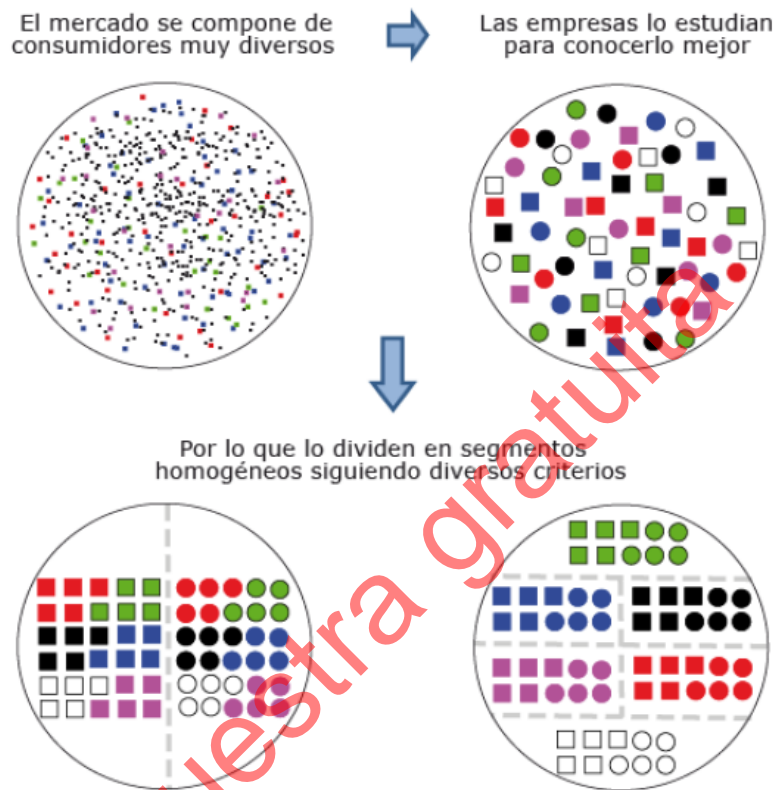 El mercado se compone de
consumidores muy diversos
Las empresas lo estudian
para conocerlo mejor
Por lo que lo dividen en segmentos
homogéneos siguiendo diversos criterios
uestra gratuita